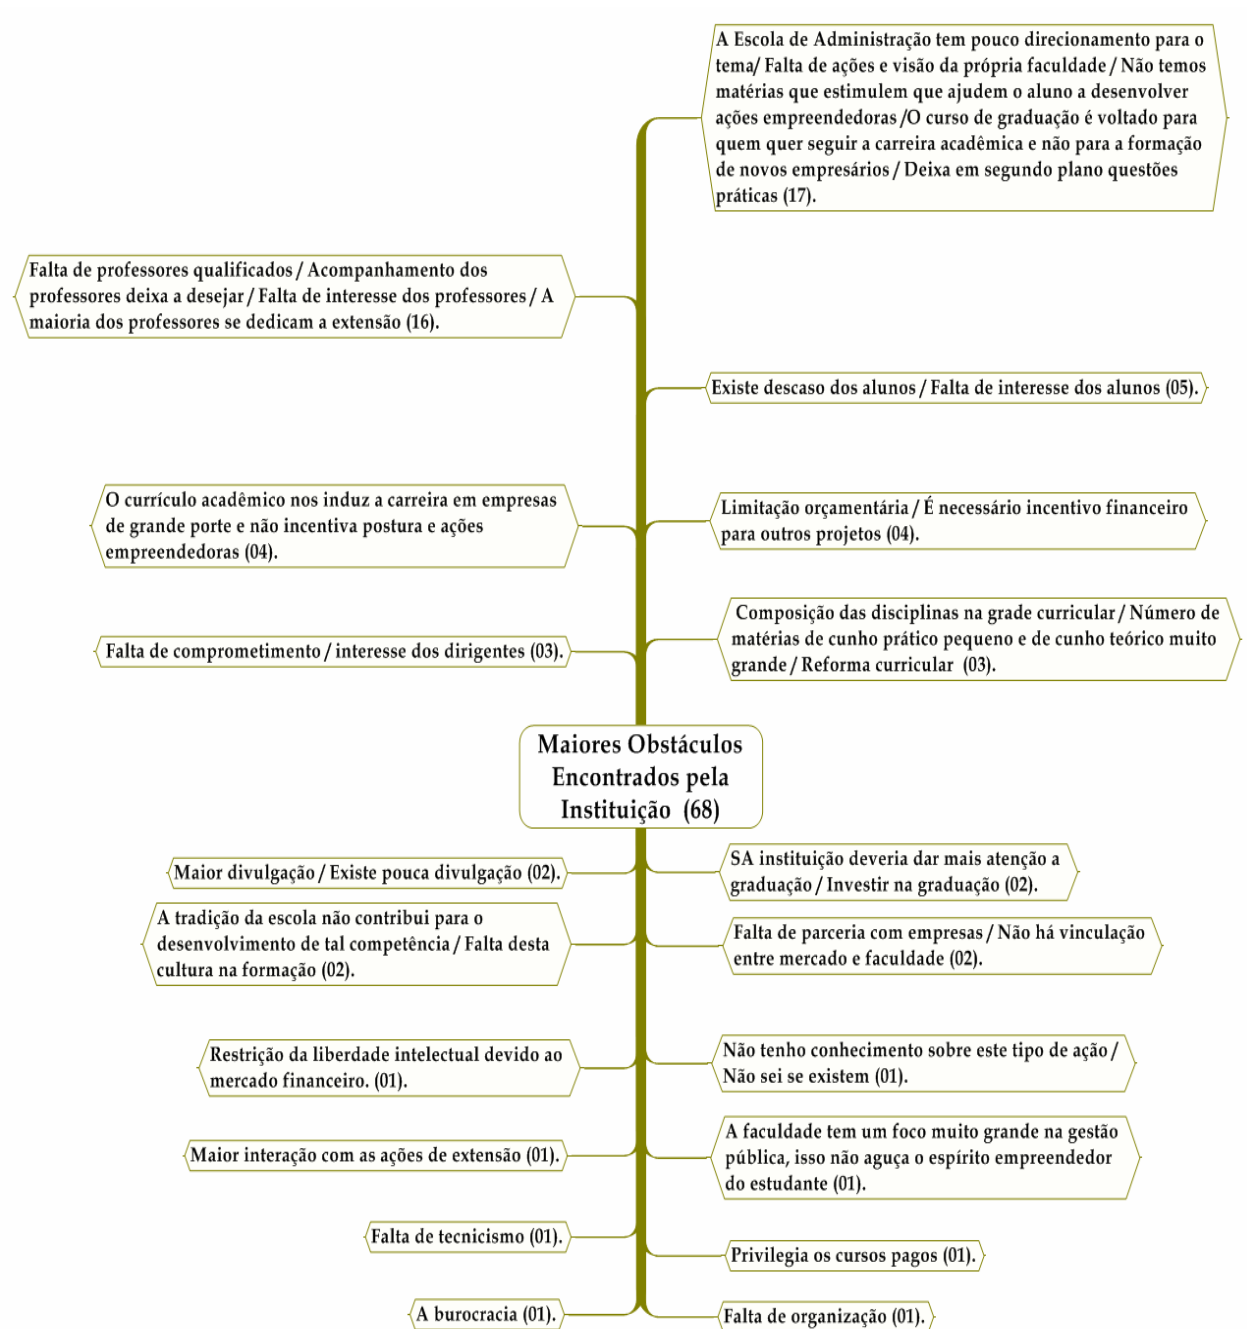 A Escola de Administração tem pouco direcionamento para o
tema/ Falta de ações e visão da própria faculdade / Não temos
matérias que estimulem que ajudem o aluno a desenvolver
ações empreendedoras /O curso de graduação é voltado para
quem quer seguir a carreira acadêmica e não para a formação
de novos empresários / Deixa em segundo plano questões
práticas (17).
Falta de professores qualificados / Acompanhamento dos
professores deixa a desejar / Falta de interesse dos professores / A
maioria dos professores se dedicam a extensão (16).
Existe descaso dos alunos / Falta de interesse dos alunos (05).
O currículo acadêmico nos induz a carreira em empresas
de grande porte e não incentiva postura e ações
empreendedoras (04).
Limitação orçamentária / É necessário incentivo financeiro
para outros projetos (04).
Composição das disciplinas na grade curricular / Número de
matérias de cunho prático pequeno e de cunho teórico muito
grande / Reforma curricular (03).
Falta de comprometimento / interesse dos dirigentes (03).
Maiores Obstáculos
Encontrados pela
Instituição (68)
Maior divulgação / Existe pouca divulgação (02).
SA instituição deveria dar mais atenção a
graduação / Investir na graduação (02).
A tradição da escola não contribui para o
desenvolvimento de tal competência / Falta desta
cultura na formação (02).
Falta de parceria com empresas / Não há vinculação
entre mercado e faculdade (02).
Restrição da liberdade intelectual devido ao
mercado financeiro. (01).
Não tenho conhecimento sobre este tipo de ação /
Não sei se existem (01).
Maior interação com as ações de extensão (01).
A faculdade tem um foco muito grande na gestão
pública, isso não aguça o espírito empreendedor
do estudante (01).
Falta de tecnicismo (01).
Privilegia os cursos pagos (01).
A burocracia (01).
Falta de organização (01).